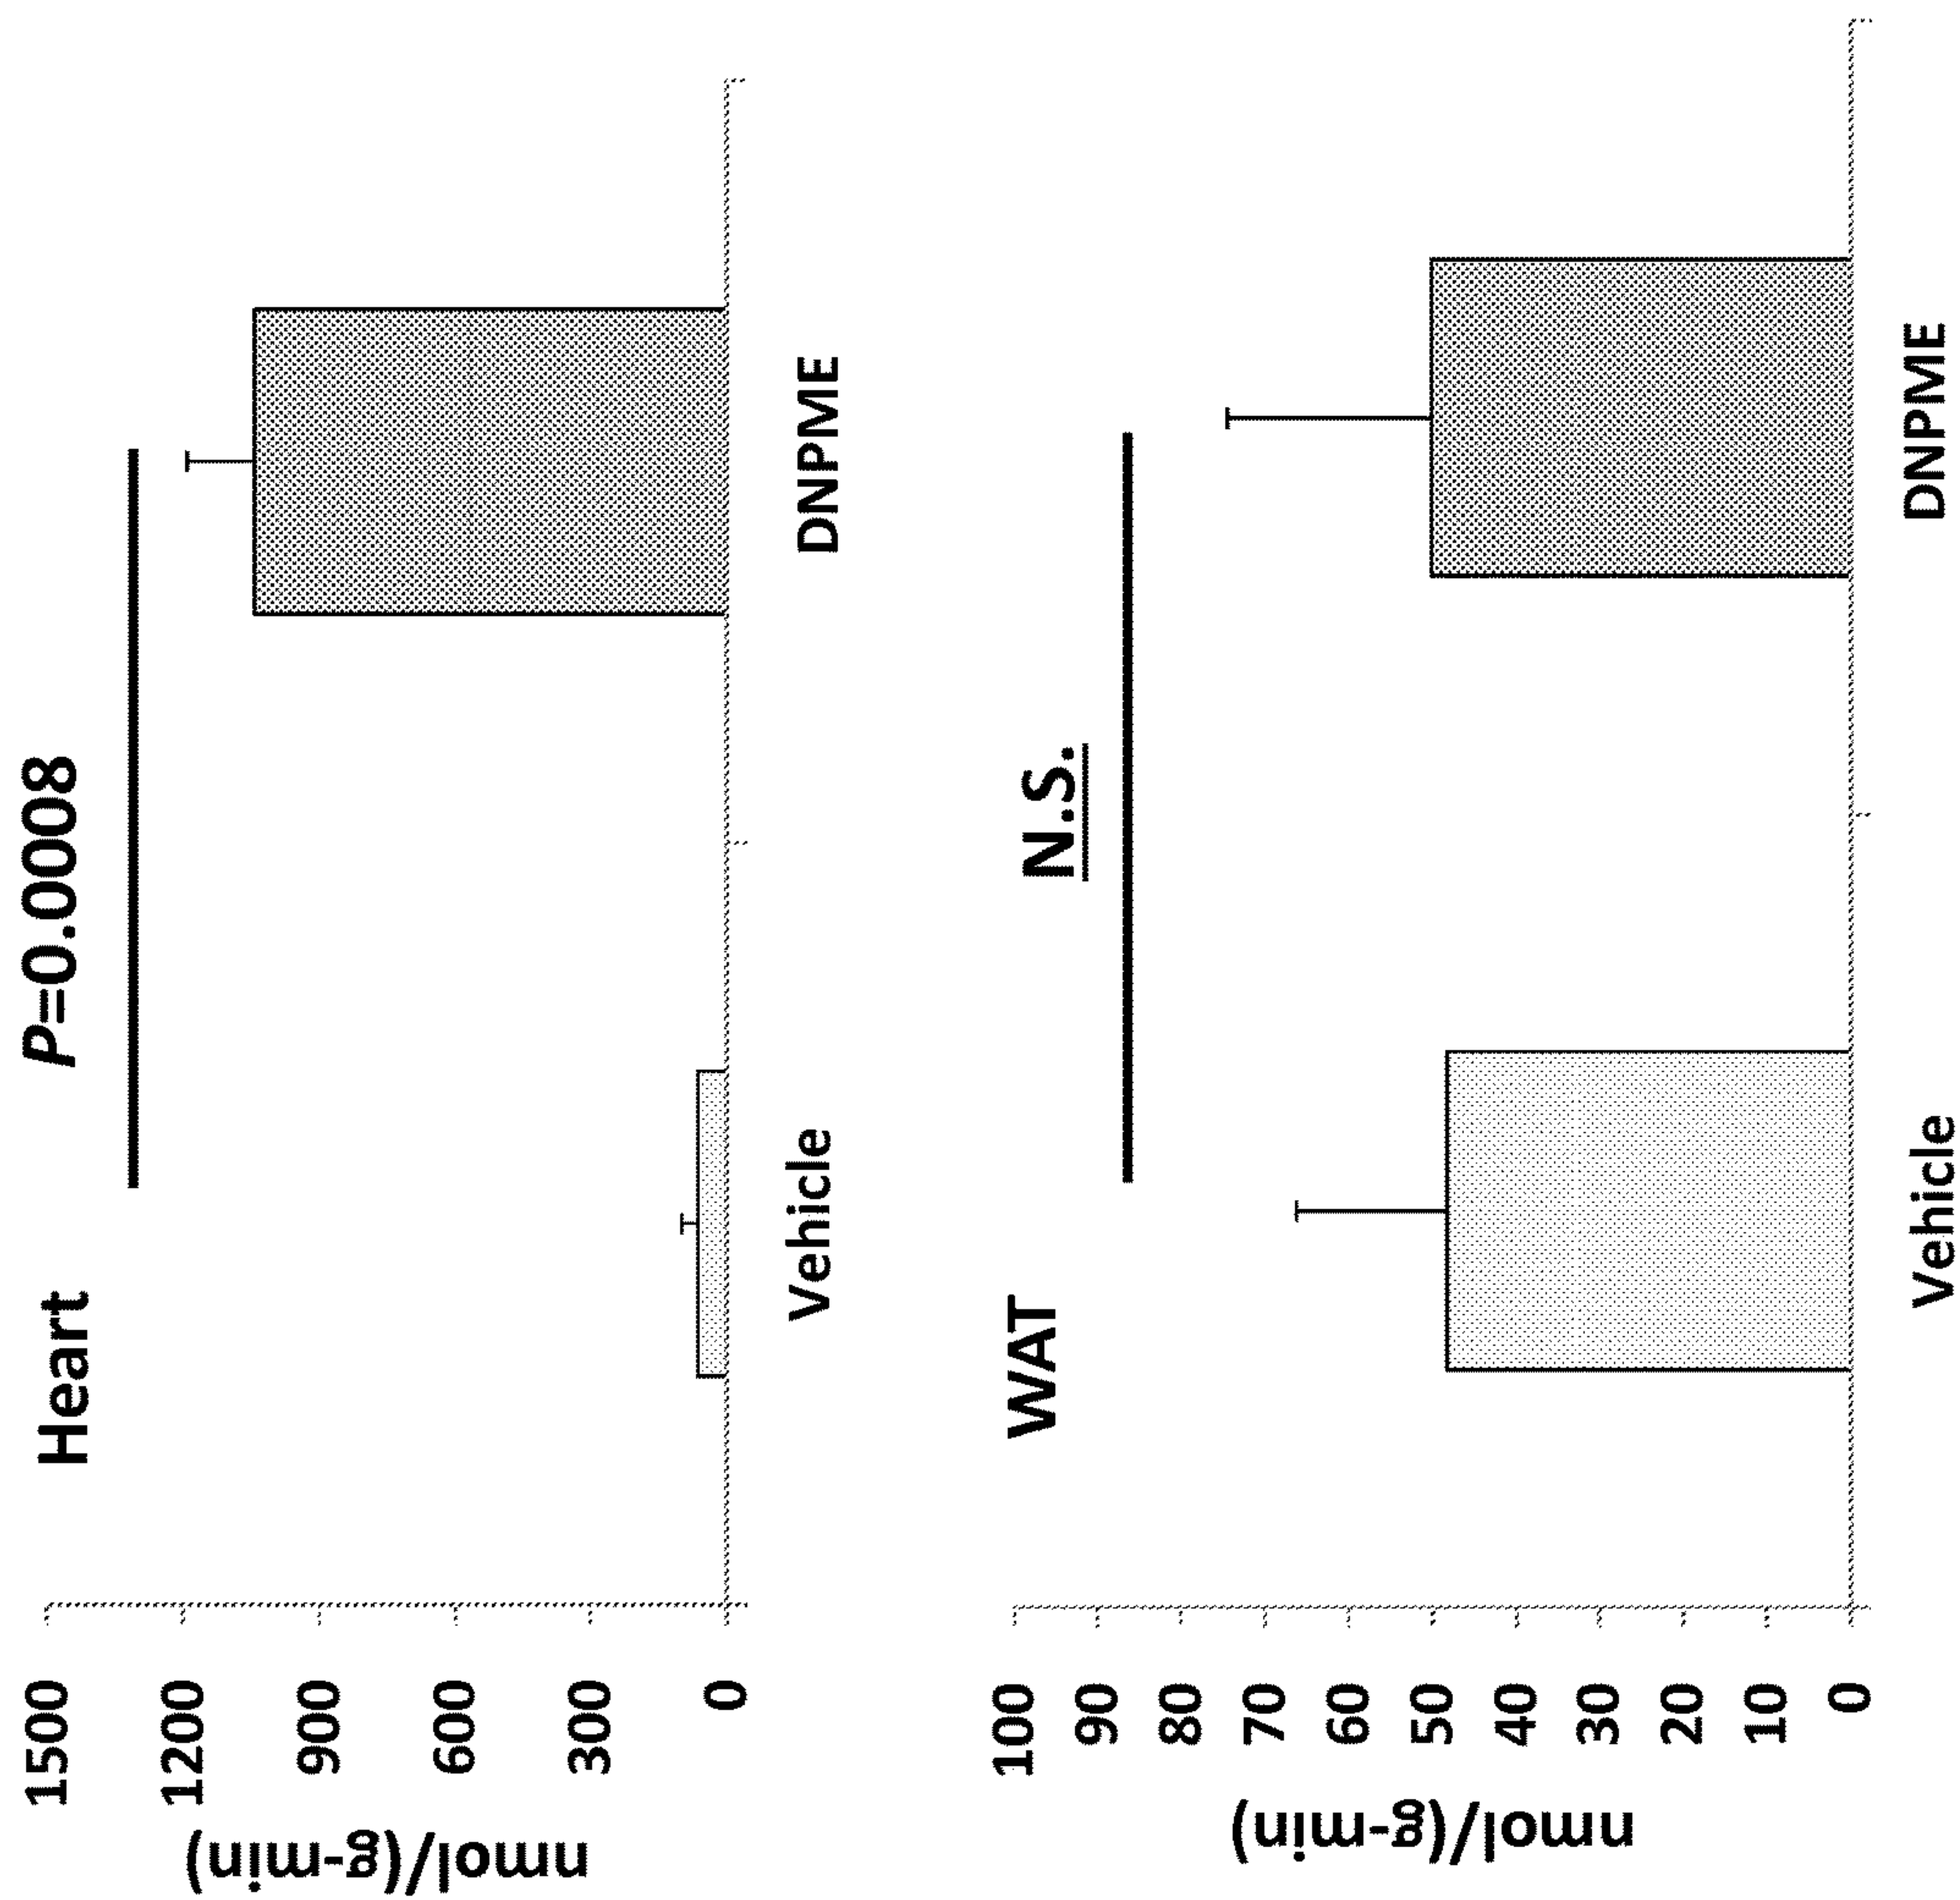 Heart
P=0.0008
nmol/(g-min)
1500
1200
900
600
300
0
Vehicle
DNPME
WAT
N.S.
nmol/(g-min)
100
90
80
70
60
50
40
30
20
10
0
Vehicle
DNPME